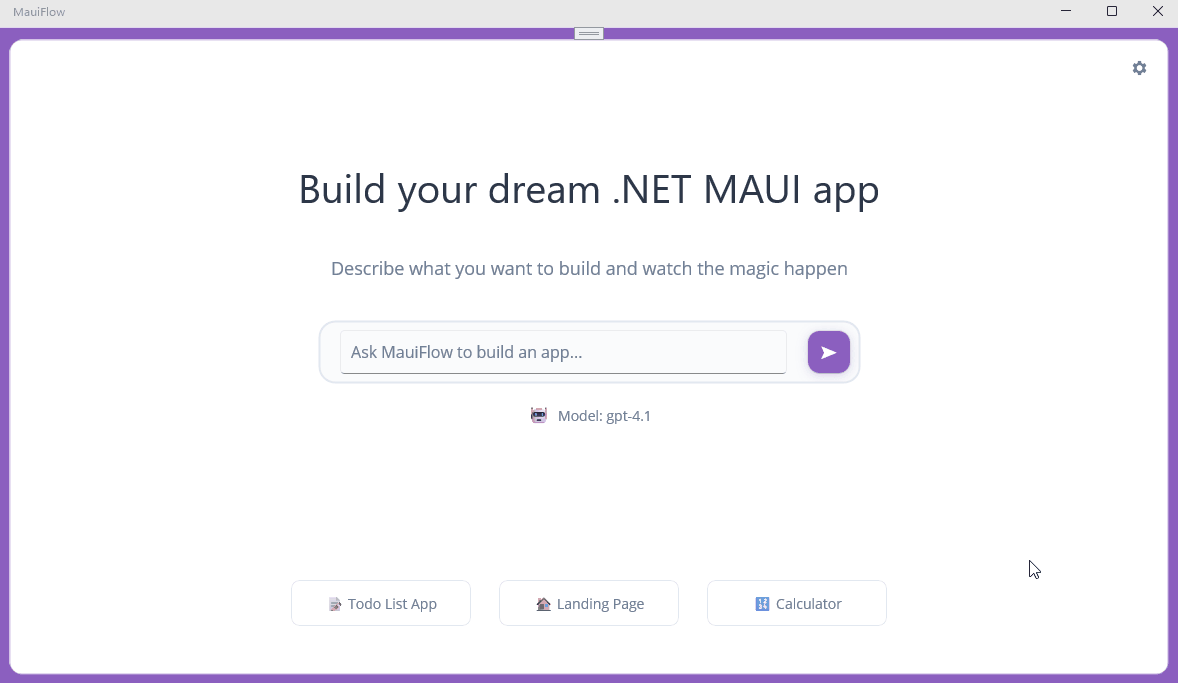 MauiFlow
Build your dream .NET MAUI app
Describe what you want to build and watch the magic happen
Ask MauiFlow to build an app...
Model: gpt-4.1
Todo List App
Landing Page
Calculator